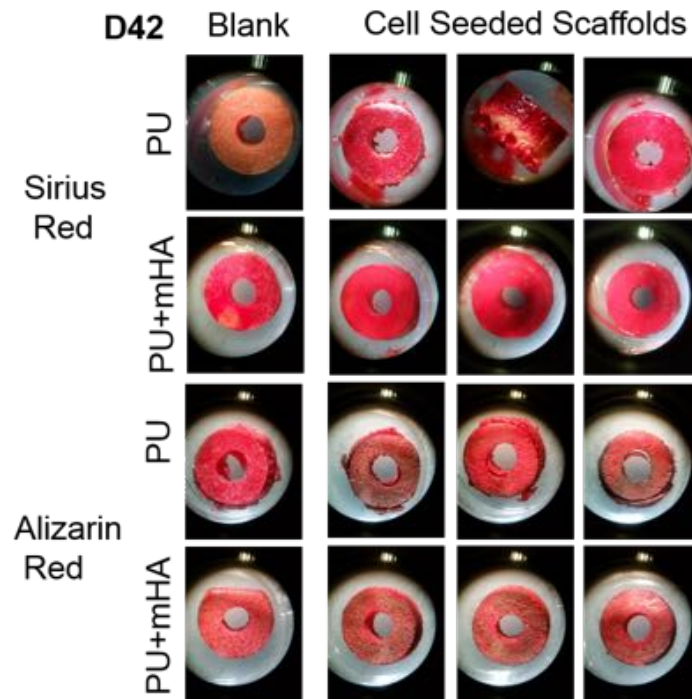 D42 Blank Cell Seeded Scaffolds
PU
Sirius
Red
PU+mHA
PU
Alizarin
Red
PU+mHA